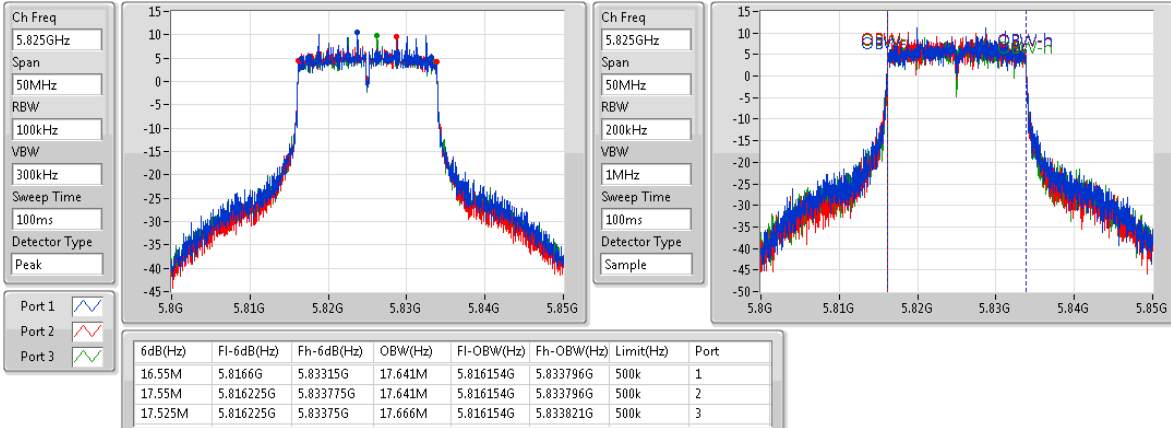 Ch Freq
5.825GHz
Span
50MHz
RBW
100kHz
VBW
300kHz
Sweep Time
100ms
Detector Type
Peak
Port 1
Port 2
Port 3
15
10
5
0
-5
-10
-15
-20
-25
-30
-35
-40
-45
5.8G 5.81G 5.82G 5.83G 5.84G 5.85G
Ch Freq
5.825GHz
Span
50MHz
RBW
200kHz
VBW
1MHz
Sweep Time
100ms
Detector Type
Sample
15
10
5
0
-5
-10
-15
-20
-25
-30
-35
-40
-45
-50
OBW-h
5.8G 5.81G 5.82G 5.83G 5.84G 5.85G
6dB(Hz) Fl-6dB(Hz) Fh-6dB(Hz) OBW(Hz) Fl-OBW(Hz) Fh-OBW(Hz) Limit(Hz) Port
16.55M 5.8166G 5.83315G 17.641M 5.816154G 5.833796G 500k 1
17.55M 5.816225G 5.833775G 17.641M 5.816154G 5.833796G 500k 2
17.525M 5.816225G 5.83375G 17.666M 5.816154G 5.833821G 500k 3